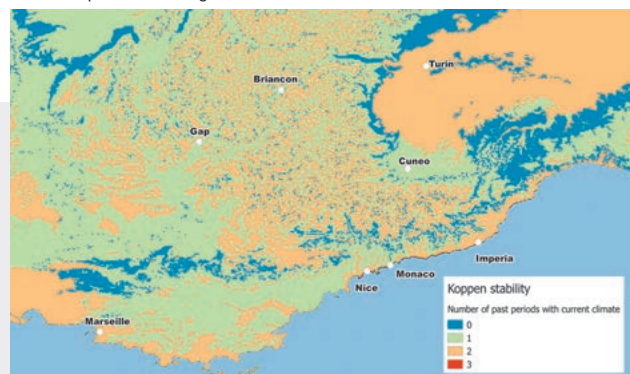 Turin
Briancon
Gap
Cuneo
Imperia
Monaco
Nice
Marseille
Koppen stability
Number of past periods with current climate
0
1
2
3